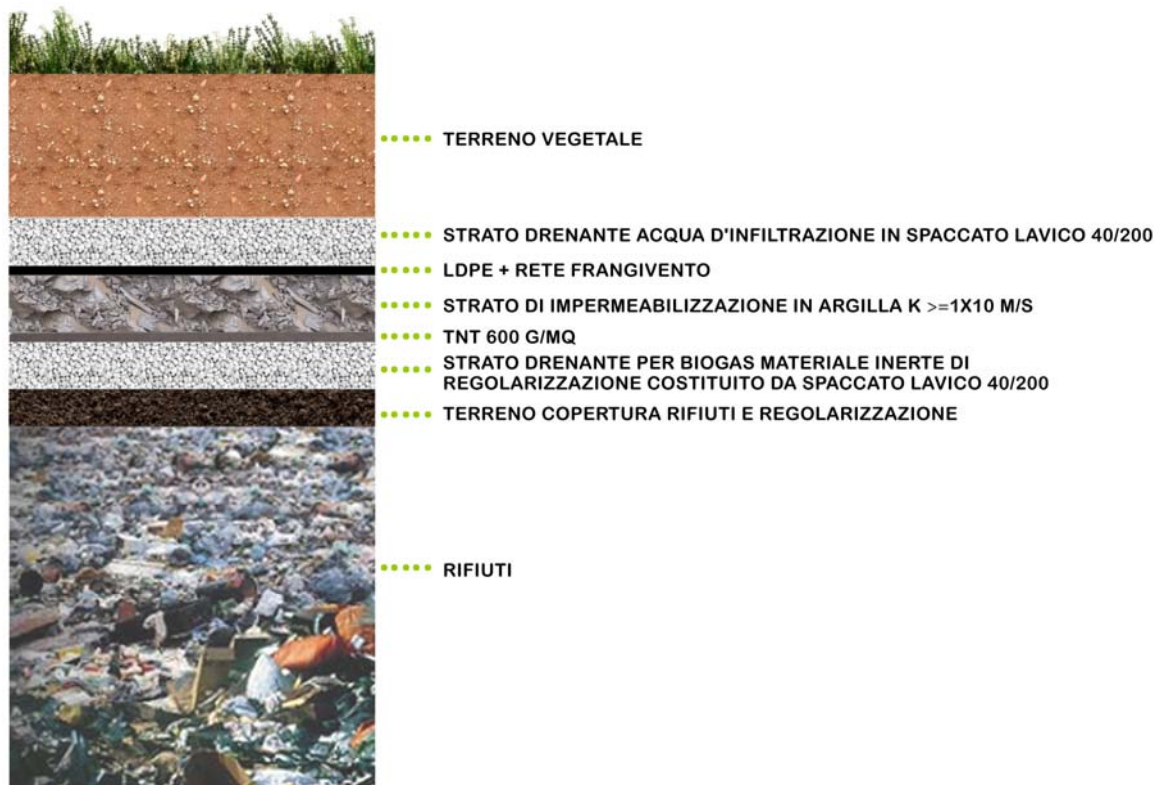 TERRENO VEGETALE
STRATO DRENANTE ACQUA D'INFILTRAZIONE IN SPACCATO LAVICO 40/200
LDPE + RETE FRANGIVENTO
STRATO DI IMPERMEABILIZZAZIONE IN ARGILLA K >=1X10 M/S
TNT 600 G/MQ
STRATO DRENANTE PER BIOGAS MATERIALE INERTE DI
REGOLARIZZAZIONE COSTITUITO DA SPACCATO LAVICO 40/200
TERRENO COPERTURA RIFIUTI E REGOLARIZZAZIONE
RIFIUTI